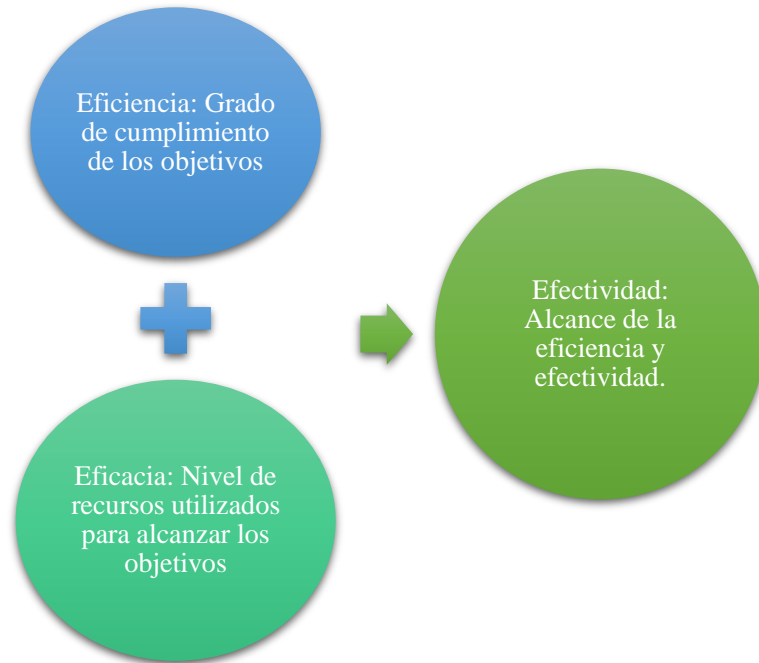 Eficiencia: Grado
de cumplimiento
de los objetivos
Eficacia: Nivel de
recursos utilizados
para alcanzar los
objetivos
Efectividad:
Alcance de la
eficiencia y
efectividad.